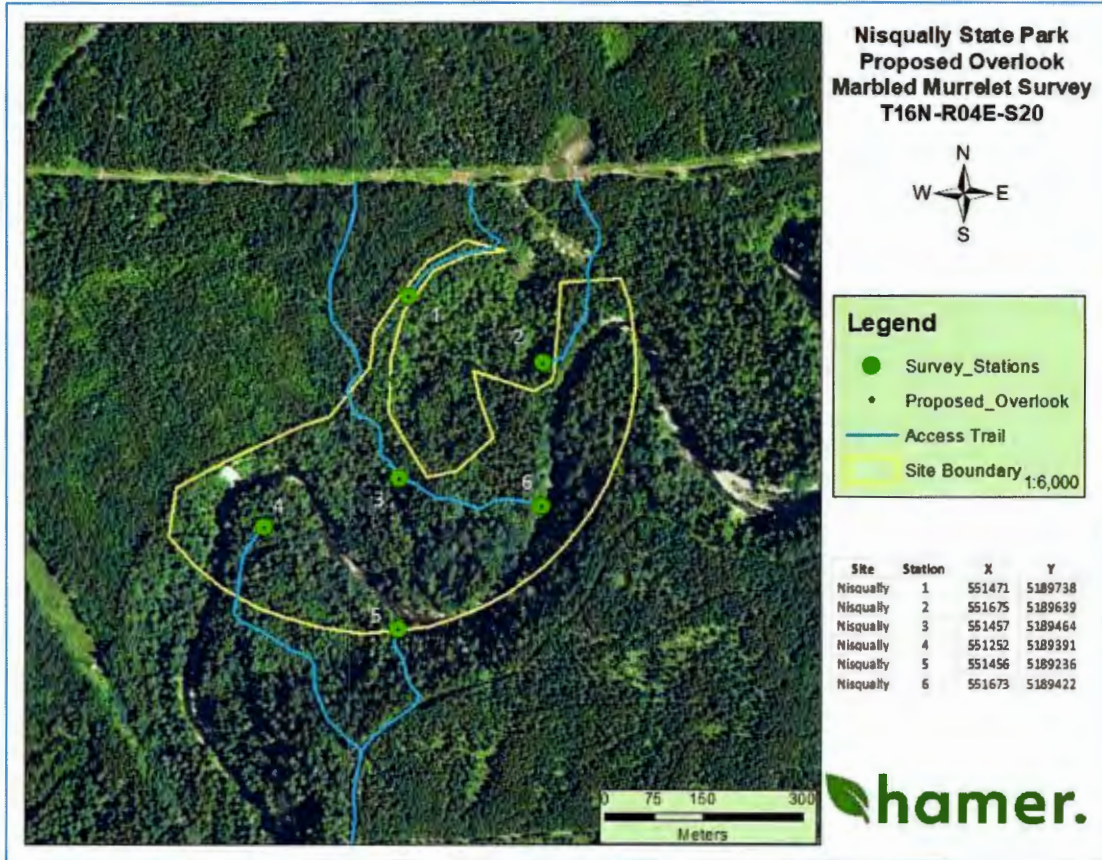 Nisqually State Park
Proposed Overlook
Marbled Murrelet Survey
T16N-R04E-S20
N
W E
S
1
2
3
4
5
6
Legend
Survey_Stations
Proposed_Overlook
Access Trail
Site Boundary 1:6,000
Site Station X Y
Nisqually 1 551471 5189738
Nisqually 2 551675 5189639
Nisqually 3 551457 5189464
Nisqually 4 551252 5189391
Nisqually 5 551456 5189236
Nisqually 6 551673 5189422
0 75 150 300
Meters
hamer.